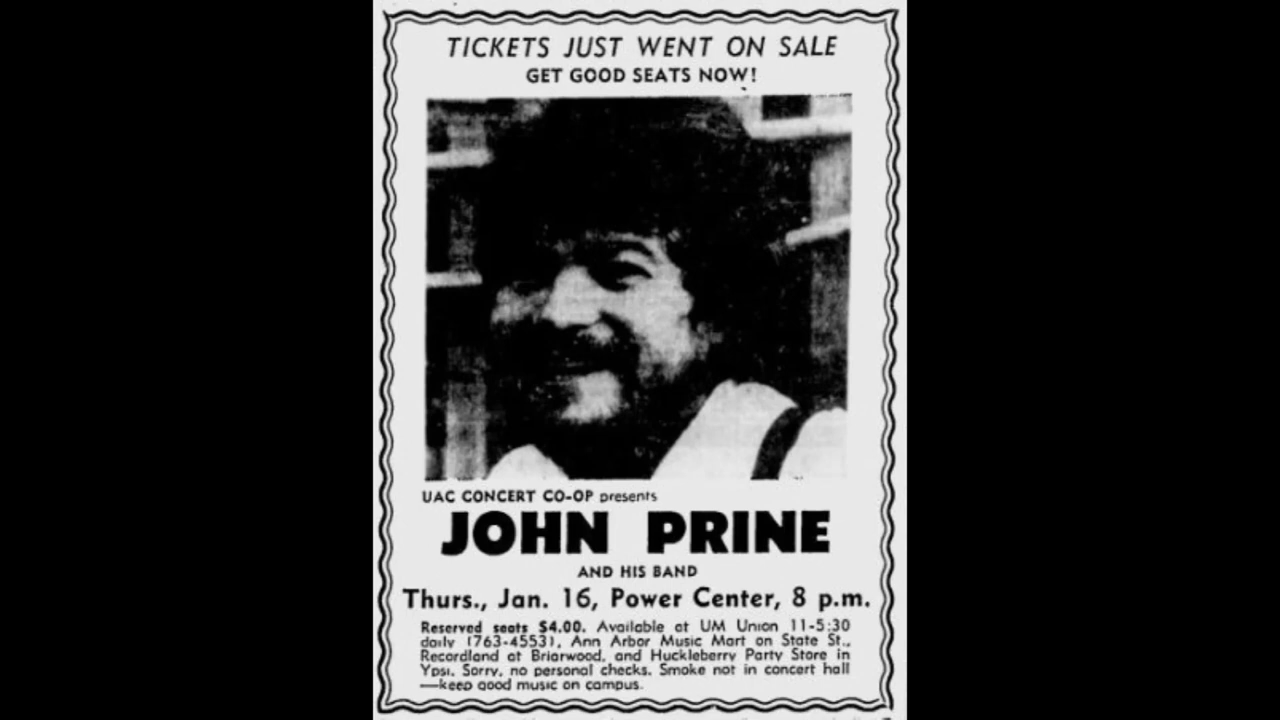 TICKETS JUST WENT ON SALE
GET GOOD SEATS NOW!
UAC CONCERT CO-OP presents
JOHN PRINE
AND HIS BAND
Thurs., Jan. 16, Power Center, 8 p.m.
Reserved seats $4.00. Available at UM Union 11-5:30
daily (763-4553), Ann Arbor Music Mart on State St.,
Recordland at Briarwood, and Huckleberry Party Store in
Ypsi. Sorry, no personal checks. Smoke not in concert hall
—keep good music on campus.